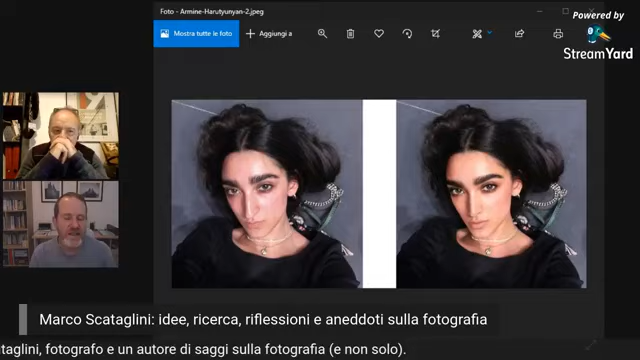 Foto - Armine-Harutyunyan-2.jpeg
Powered by
StreamYard
Mostra tutte le foto
Aggiungi a
Marco Scataglini: idee, ricerca, riflessioni e aneddoti sulla fotografia
taglini, fotografo e un autore di saggi sulla fotografia (e non solo).